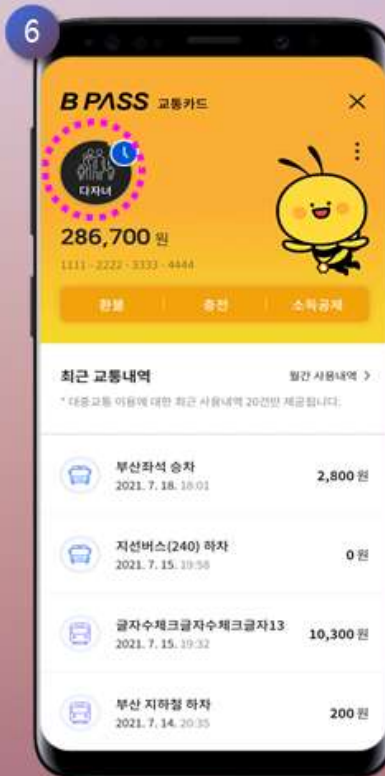 6
B PASS 교통카드
다자녀
286,700 원
1111 - 2222 - 3333 - 4444
환불 충전 소득공제
최근 교통내역 월간 사용내역 >
* 대중교통 이용에 대한 최근 사용내역 20건만 제공됩니다.
부산좌석 승차 2,800 원
2021. 7. 18. 18:01
지선버스(240) 하차 0 원
2021. 7. 15. 19:58
글자수체크글자수체크글자13 10,300 원
2021. 7. 15. 19:32
부산 지하철 하차 200 원
2021. 7. 14. 20:35